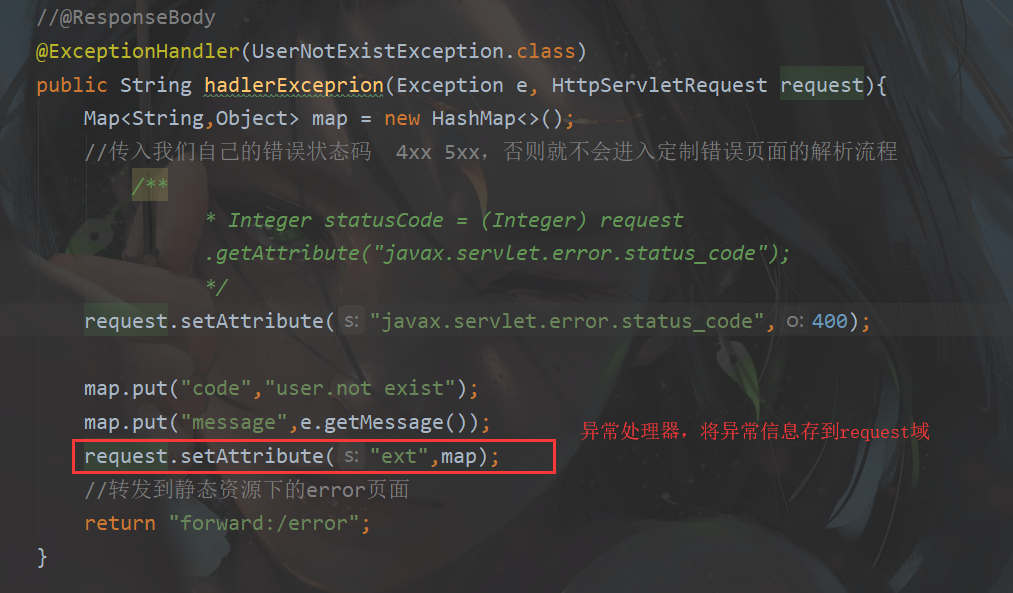 //@ResponseBody
@ExceptionHandler(UserNotExistException.class)
public String hadlerExceprion(Exception e, HttpServletRequest request){
Map<String,Object> map = new HashMap<>();
//传入我们自己的错误状态码  4xx 5xx，否则就不会进入定制错误页面的解析流程
/**
* Integer statusCode = (Integer) request
.getAttribute("javax.servlet.error.status_code");
*/
request.setAttribute( s: "javax.servlet.error.status_code", o: 400);
map.put("code","user.not exist");
map.put("message",e.getMessage());
异常处理器，将异常信息存到request域
request.setAttribute( s: "ext",map);
//转发到静态资源下的error页面
return "forward:/error";
}